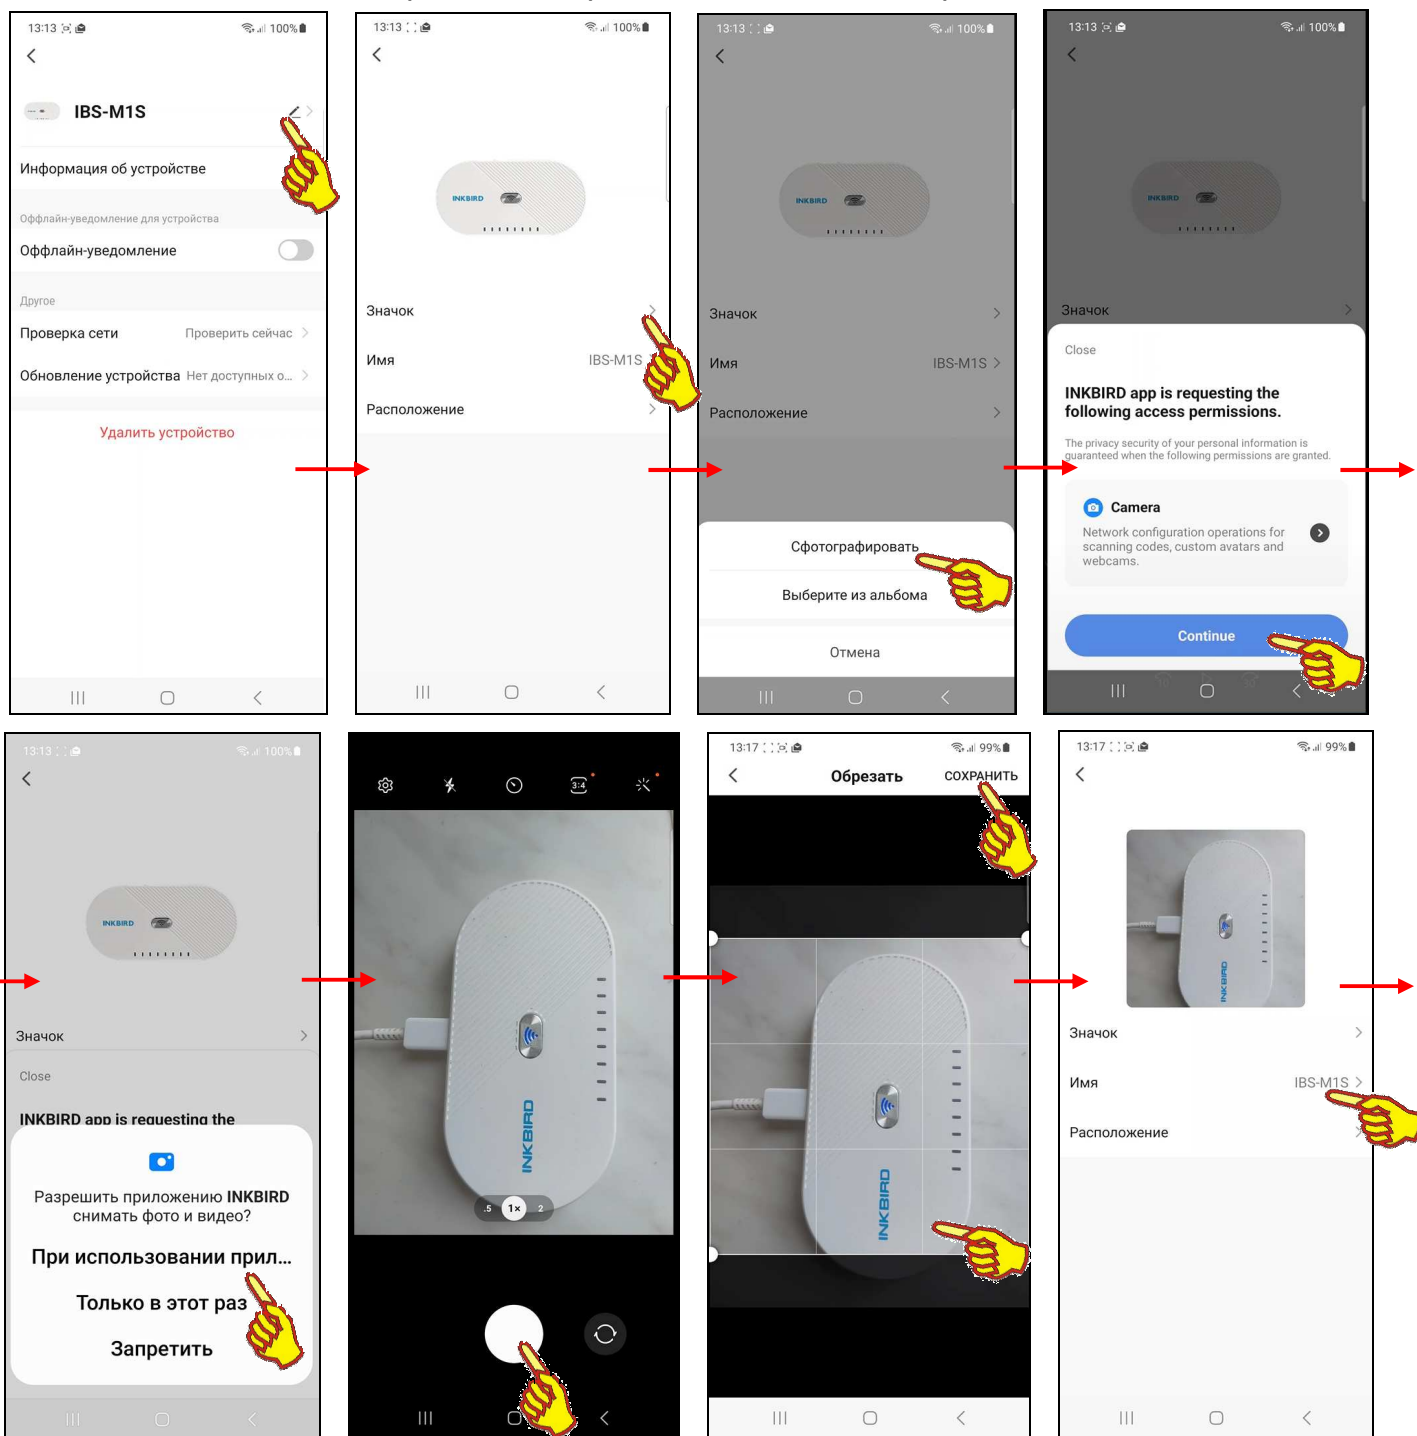 13:13
100%
IBS-M1S
Информация об устройстве
Оффлайн-уведомление для устройства
Оффлайн-уведомление
Другое
Проверка сети Проверить сейчас
Обновление устройства Нет доступных о...
Удалить устройство
13:13
100%
INKBIRD
Значок
Имя IBS-M1S
Расположение
13:13
100%
INKBIRD
Значок
Имя IBS-M1S
Расположение
Сфотографировать
Выберите из альбома
Отмена
13:13
100%
INKBIRD
Значок
Close
INKBIRD app is requesting the
following access permissions.
The privacy security of your personal information is
guaranteed when the following permissions are granted.
Camera
Network configuration operations for
scanning codes, custom avatars and
webcams.
Continue
13:13
100%
INKBIRD
Значок
Close
INKBIRD app is requesting the
Разрешить приложению INKBIRD
снимать фото и видео?
При использовании прил...
Только в этот раз
Запретить
3:4
INKBIRD
.5 1× 2
13:17
99%
Обрезать СОХРАНИТЬ
INKBIRD
13:17
99%
INKBIRD
Значок
Имя IBS-M1S
Расположение